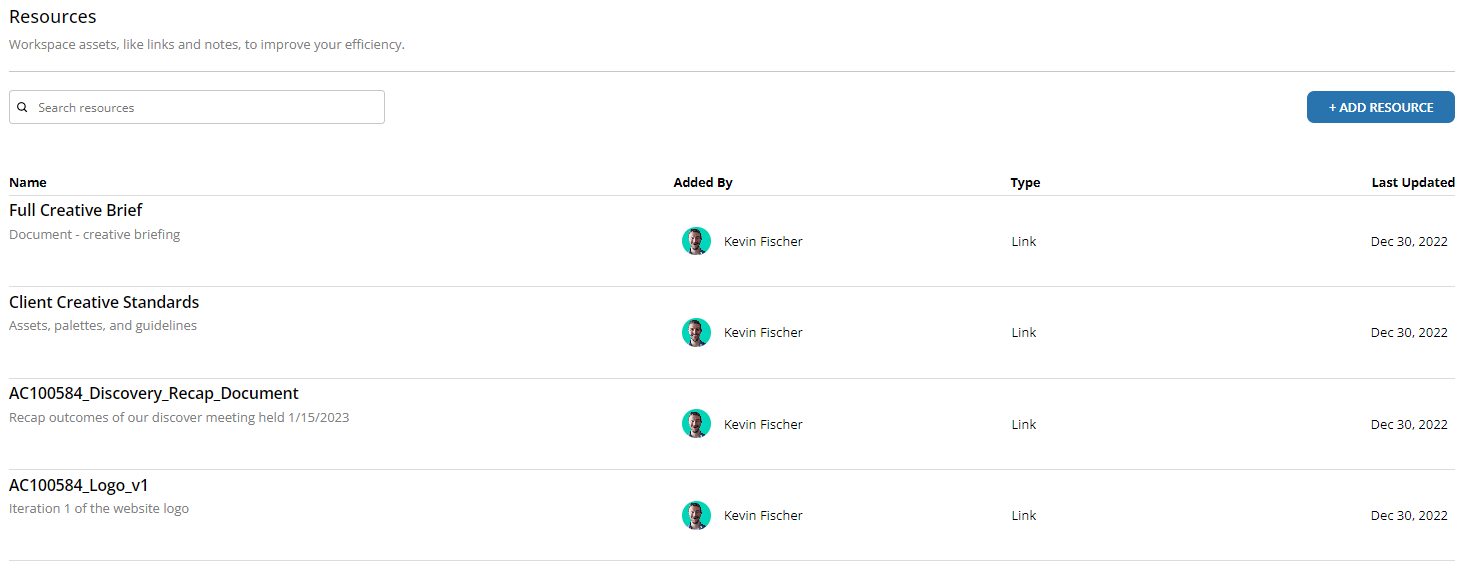 Resources
Workspace assets, like links and notes, to improve your efficiency.
Search resources
+ ADD RESOURCE
Name Added By Type Last Updated
Full Creative Brief
Document - creative briefing
Kevin Fischer Link Dec 30, 2022
Client Creative Standards
Assets, palettes, and guidelines
Kevin Fischer Link Dec 30, 2022
AC100584_Discovery_Recap_Document
Recap outcomes of our discover meeting held 1/15/2023
Kevin Fischer Link Dec 30, 2022
AC100584_Logo_v1
Iteration 1 of the website logo
Kevin Fischer Link Dec 30, 2022